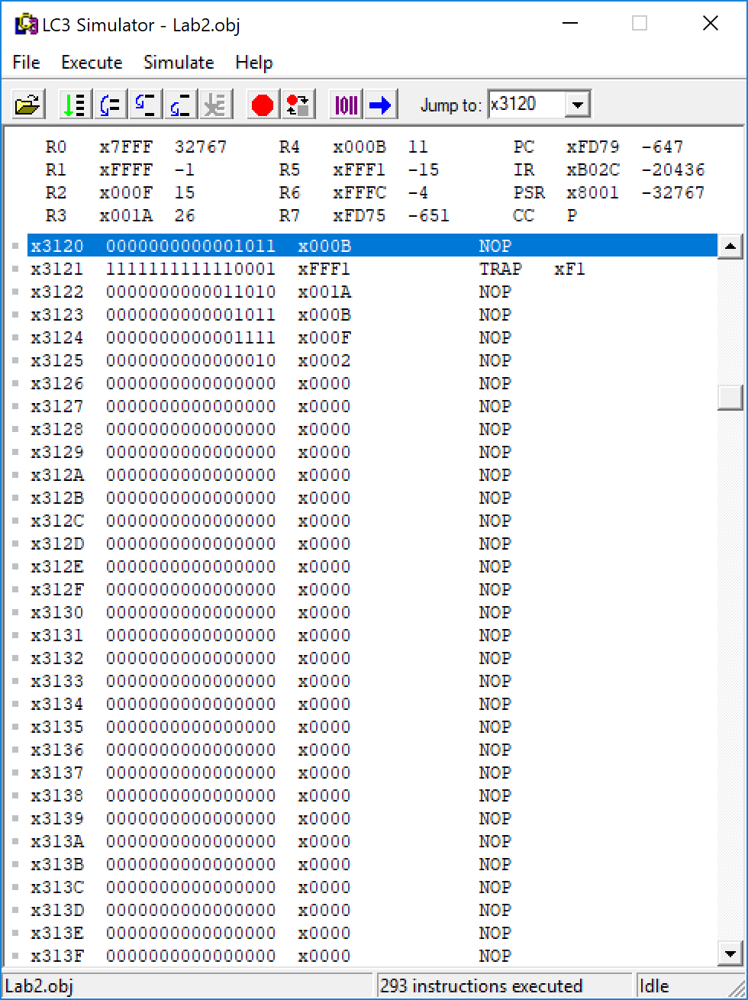 LC3 Simulator - Lab2.obj
File Execute Simulate Help
Jump to: x3120
R0 x7FFF 32767 R4 x000B 11 PC xFD79 -647
R1 xFFFF -1 R5 xFFF1 -15 IR xB02C -20436
R2 x000F 15 R6 xFFFC -4 PSR x8001 -32767
R3 x001A 26 R7 xFD75 -651 CC P
x3120 0000000000001011 x000B NOP
x3121 1111111111110001 xFFF1 TRAP xF1
x3122 0000000000011010 x001A NOP
x3123 0000000000001011 x000B NOP
x3124 0000000000001111 x000F NOP
x3125 0000000000000010 x0002 NOP
x3126 0000000000000000 x0000 NOP
x3127 0000000000000000 x0000 NOP
x3128 0000000000000000 x0000 NOP
x3129 0000000000000000 x0000 NOP
x312A 0000000000000000 x0000 NOP
x312B 0000000000000000 x0000 NOP
x312C 0000000000000000 x0000 NOP
x312D 0000000000000000 x0000 NOP
x312E 0000000000000000 x0000 NOP
x312F 0000000000000000 x0000 NOP
x3130 0000000000000000 x0000 NOP
x3131 0000000000000000 x0000 NOP
x3132 0000000000000000 x0000 NOP
x3133 0000000000000000 x0000 NOP
x3134 0000000000000000 x0000 NOP
x3135 0000000000000000 x0000 NOP
x3136 0000000000000000 x0000 NOP
x3137 0000000000000000 x0000 NOP
x3138 0000000000000000 x0000 NOP
x3139 0000000000000000 x0000 NOP
x313A 0000000000000000 x0000 NOP
x313B 0000000000000000 x0000 NOP
x313C 0000000000000000 x0000 NOP
x313D 0000000000000000 x0000 NOP
x313E 0000000000000000 x0000 NOP
x313F 0000000000000000 x0000 NOP
Lab2.obj 293 instructions executed Idle